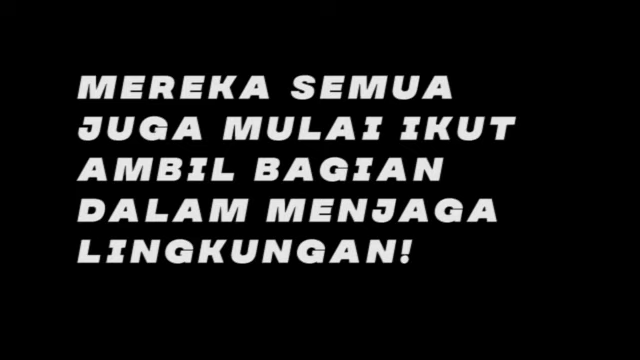 MEREKA SEMUA
JUGA MULAI IKUT
AMBIL BAGIAN
DALAM MENJAGA
LINGKUNGAN!